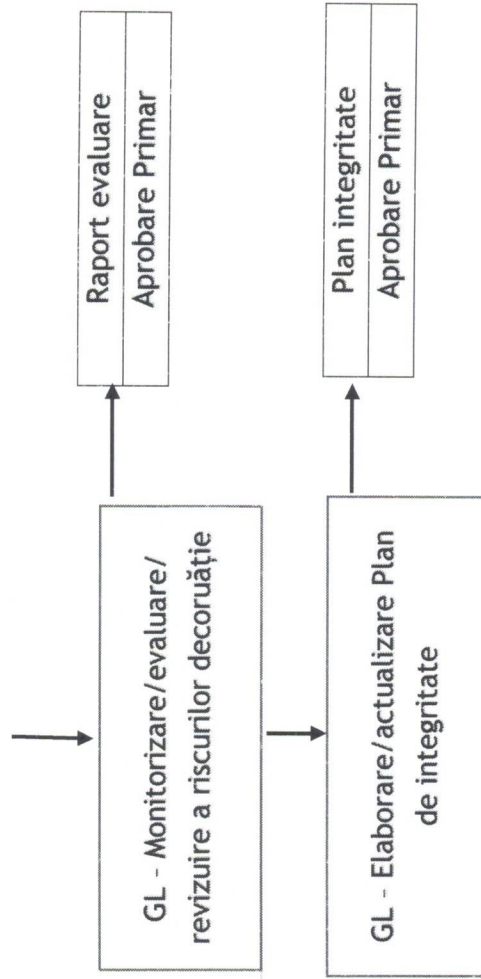 GL - Monitorizare/evaluare/
revizuire a riscurilor decoruăție
Raport evaluare
Aprobare Primar
GL - Elaborare/actualizare Plan
de integritate
Plan integritate
Aprobare Primar